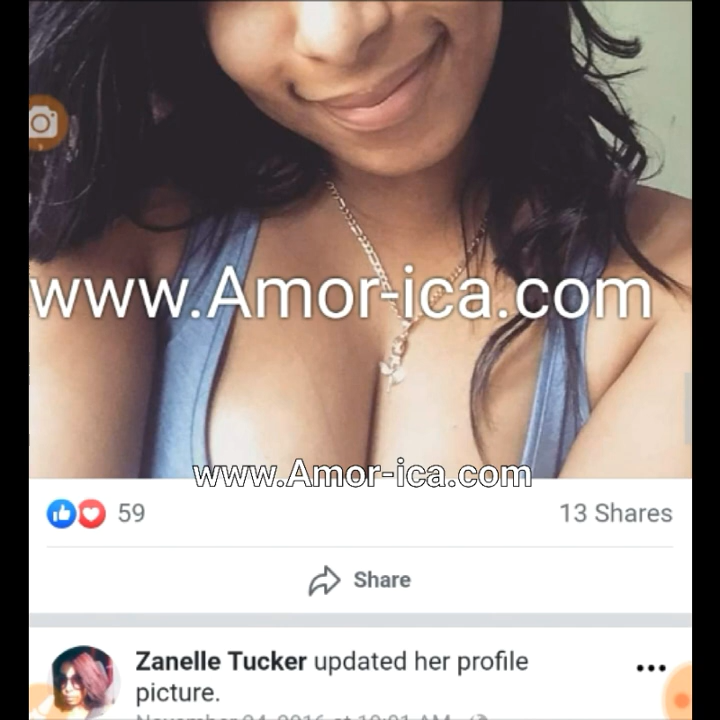 www.Amor-ica.com
www.Amor-ica.com
59 13 Shares
Share
Zanelle Tucker updated her profile
picture.